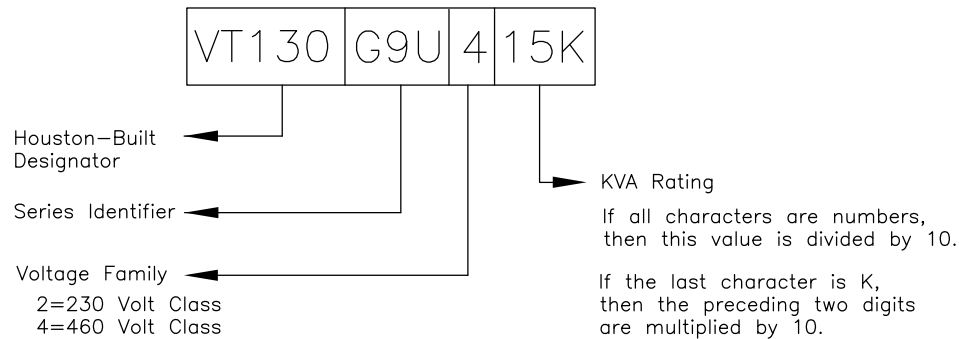 VT130 G9U 4 15K
Houston-Built
Designator
Series Identifier
Voltage Family
2=230 Volt Class
4=460 Volt Class
KVA Rating
If all characters are numbers,
then this value is divided by 10.
If the last character is K,
then the preceding two digits
are multiplied by 10.